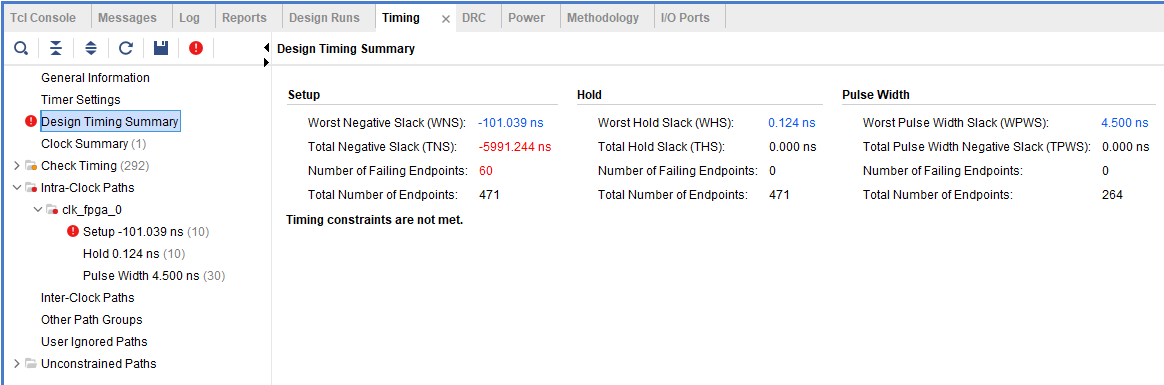 Tcl Console Messages Log Reports Design Runs Timing × DRC Power Methodology I/O Ports
Design Timing Summary
General Information
Timer Settings
Design Timing Summary
Clock Summary (1)
Check Timing (292)
Intra-Clock Paths
clk_fpga_0
Setup -101.039 ns (10)
Hold 0.124 ns (10)
Pulse Width 4.500 ns (30)
Inter-Clock Paths
Other Path Groups
User Ignored Paths
Unconstrained Paths
Setup
Worst Negative Slack (WNS): -101.039 ns
Total Negative Slack (TNS): -5991.244 ns
Number of Failing Endpoints: 60
Total Number of Endpoints: 471
Hold
Worst Hold Slack (WHS): 0.124 ns
Total Hold Slack (THS): 0.000 ns
Number of Failing Endpoints: 0
Total Number of Endpoints: 471
Pulse Width
Worst Pulse Width Slack (WPWS): 4.500 ns
Total Pulse Width Negative Slack (TPWS): 0.000 ns
Number of Failing Endpoints: 0
Total Number of Endpoints: 264
Timing constraints are not met.